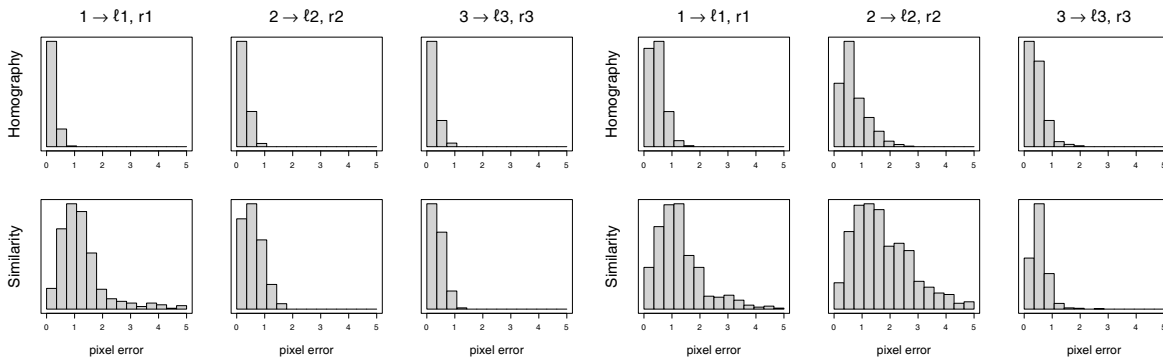 1 → ℓ1, r1 2 → ℓ2, r2 3 → ℓ3, r3 1 → ℓ1, r1 2 → ℓ2, r2 3 → ℓ3, r3
Homography Homography
0 1 2 3 4 5 0 1 2 3 4 5 0 1 2 3 4 5 0 1 2 3 4 5 0 1 2 3 4 5 0 1 2 3 4 5
Similarity Similarity
0 1 2 3 4 5 0 1 2 3 4 5 0 1 2 3 4 5 0 1 2 3 4 5 0 1 2 3 4 5 0 1 2 3 4 5
pixel error pixel error pixel error pixel error pixel error pixel error